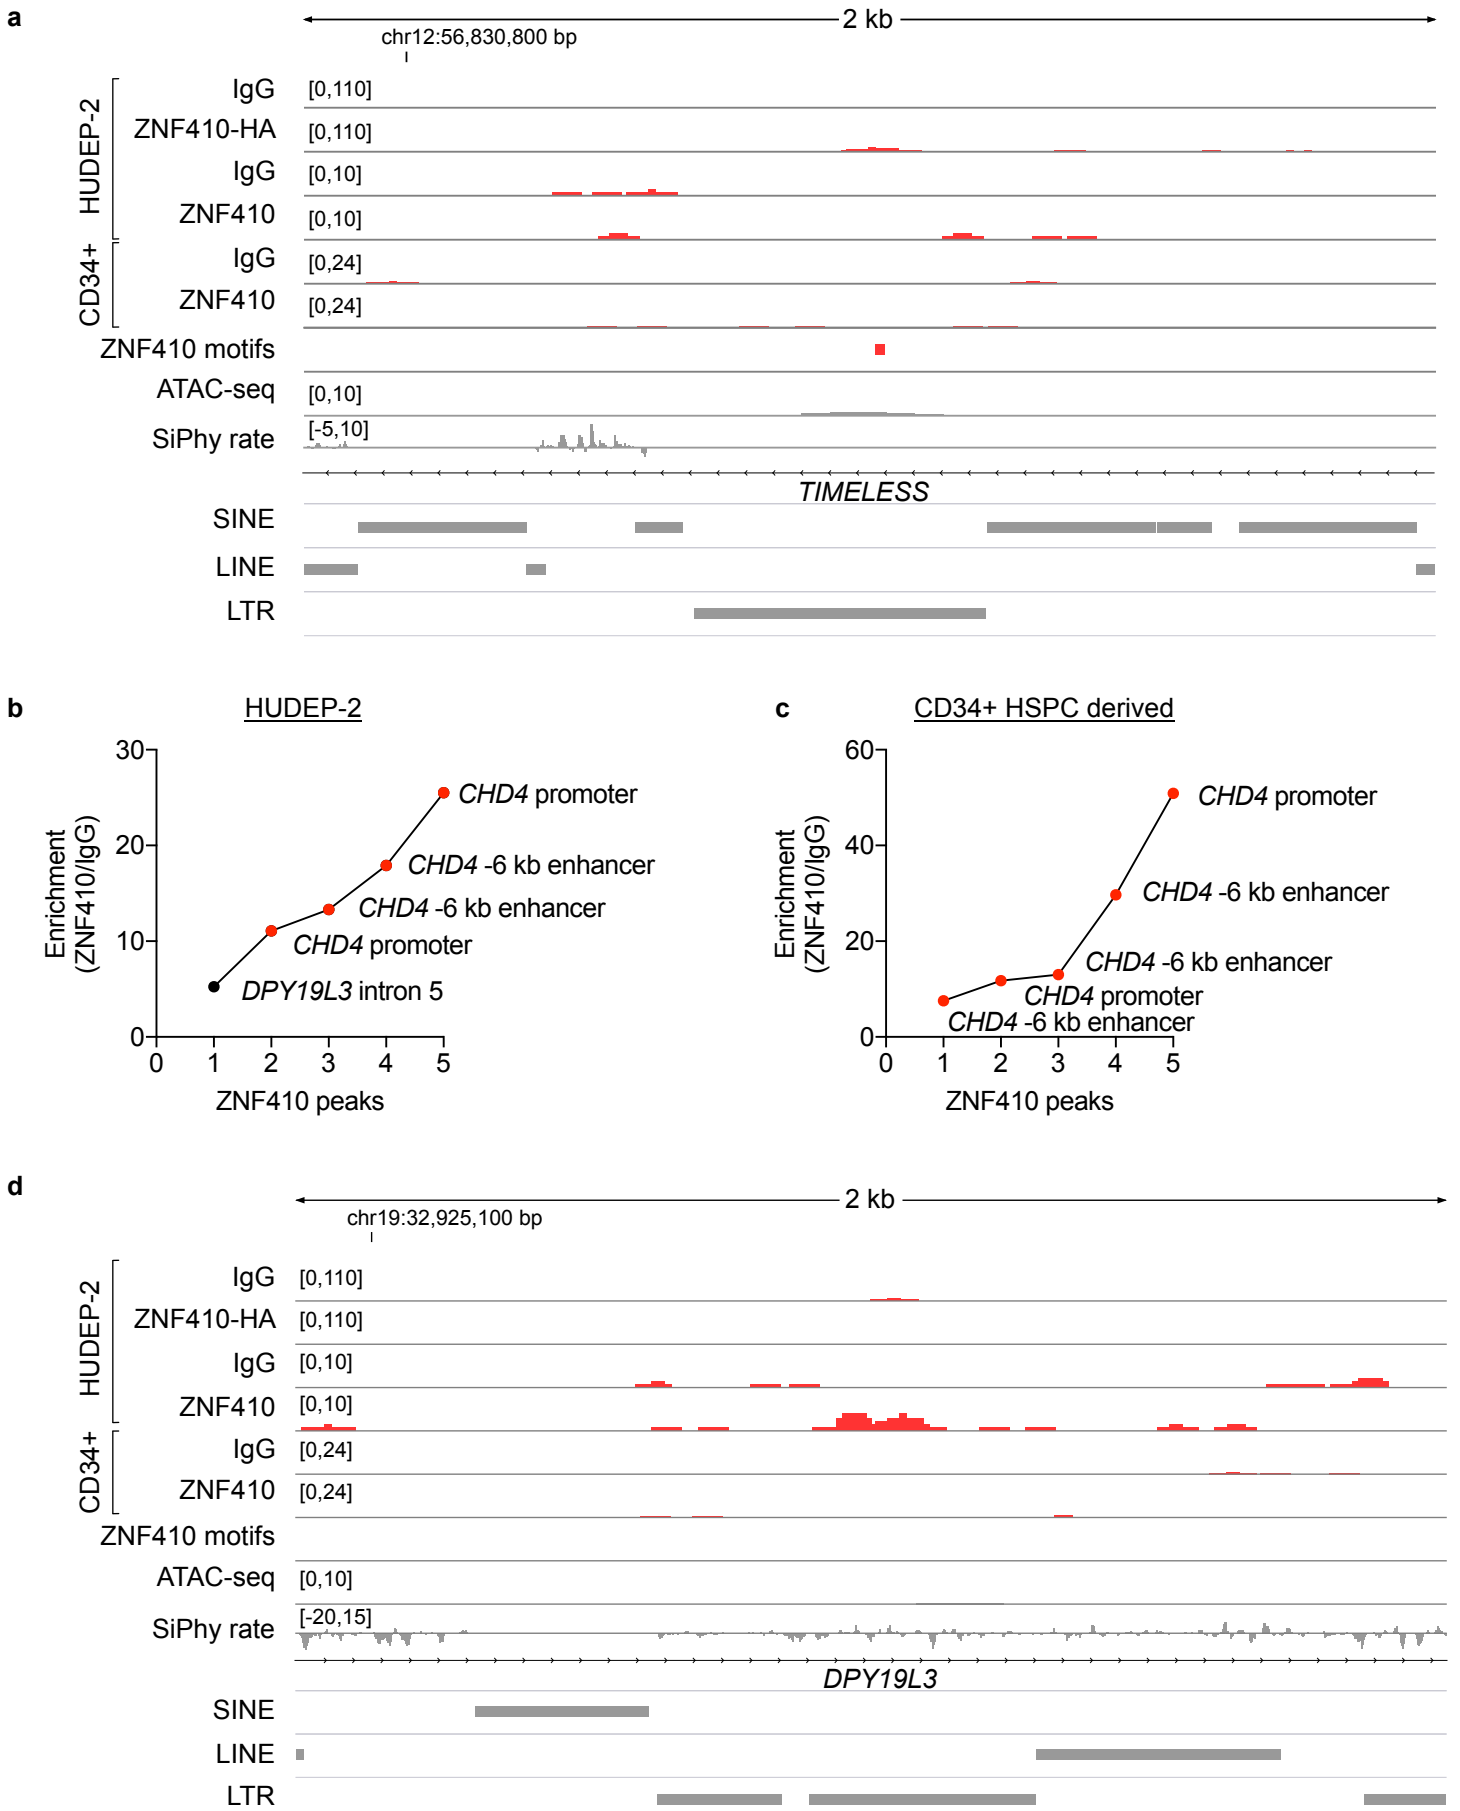 a
2 kb
chr12:56,830,800 bp
HUDEP-2
IgG [0,110]
ZNF410-HA [0,110]
IgG [0,10]
ZNF410 [0,10]
CD34+
IgG [0,24]
ZNF410 [0,24]
ZNF410 motifs
ATAC-seq [0,10]
SiPhy rate [-5,10]
TIMELESS
SINE
LINE
LTR
b
HUDEP-2
Enrichment
(ZNF410/IgG)
30
20
10
0
CHD4 promoter
CHD4 -6 kb enhancer
CHD4 -6 kb enhancer
CHD4 promoter
DPY19L3 intron 5
0 1 2 3 4 5
ZNF410 peaks
c
CD34+ HSPC derived
Enrichment
(ZNF410/IgG)
60
40
20
0
CHD4 promoter
CHD4 -6 kb enhancer
CHD4 -6 kb enhancer
CHD4 promoter
CHD4 -6 kb enhancer
0 1 2 3 4 5
ZNF410 peaks
d
2 kb
chr19:32,925,100 bp
HUDEP-2
IgG [0,110]
ZNF410-HA [0,110]
IgG [0,10]
ZNF410 [0,10]
CD34+
IgG [0,24]
ZNF410 [0,24]
ZNF410 motifs
ATAC-seq [0,10]
SiPhy rate [-20,15]
DPY19L3
SINE
LINE
LTR